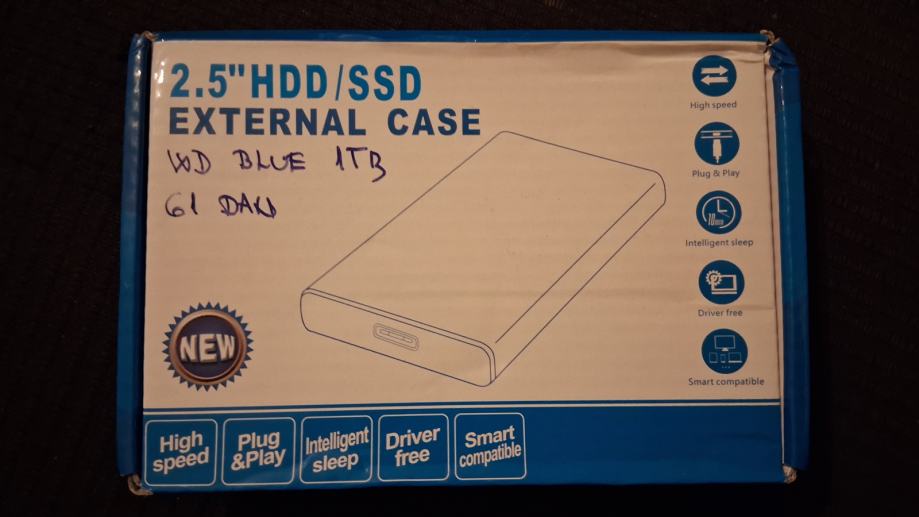 2.5"HDD/SSD
EXTERNAL CASE
WD BLUE 1TB
61 DAN
NEW
High speed
Plug & Play
10min
Intelligent sleep
Driver free
Smart compatible
High
speed
Plug
&Play
Intelligent
sleep
Driver
free
Smart
compatible